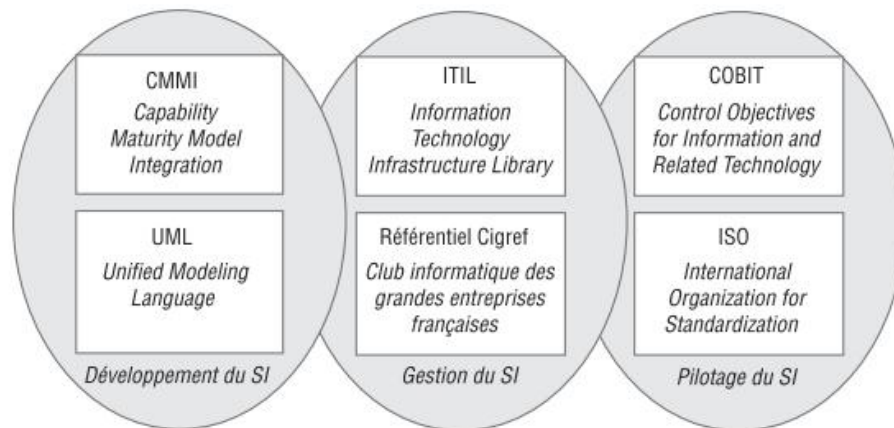 CMMI
Capability
Maturity Model
Integration
UML
Unified Modeling
Language
Développement du SI
ITIL
Information
Technology
Infrastructure Library
Référentiel Cigref
Club informatique des
grandes entreprises
françaises
Gestion du SI
COBIT
Control Objectives
for Information and
Related Technology
ISO
International
Organization for
Standardization
Pilotage du SI